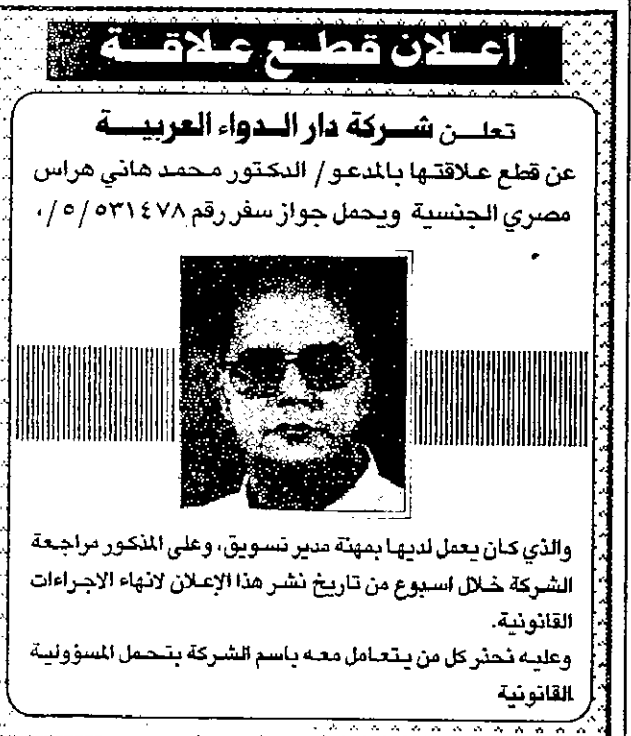 اعلان قطع علاقة
تعلن شركة دار الدواء العربية
عن قطع علاقتها بالمدعو/ الدكتور محمد هاني هراس
مصري الجنسية ويحمل جواز سفر رقم ٥٣١٤٧٨/٥/٠
والذي كان يعمل لديها بمهنة مدير تسويق، وعلى المذكور مراجعة
الشركة خلال اسبوع من تاريخ نشر هذا الإعلان لانهاء الاجراءات
القانونية.
وعليه نحذر كل من يتعامل معه باسم الشركة بتحمل المسؤولية
القانونية